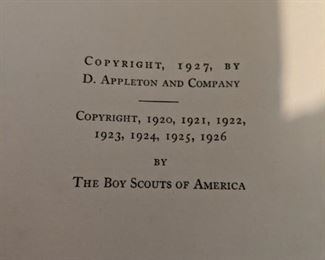 Copyright, 1927, by
D. Appleton and Company
Copyright, 1920, 1921, 1922,
1923, 1924, 1925, 1926
by
The Boy Scouts of America